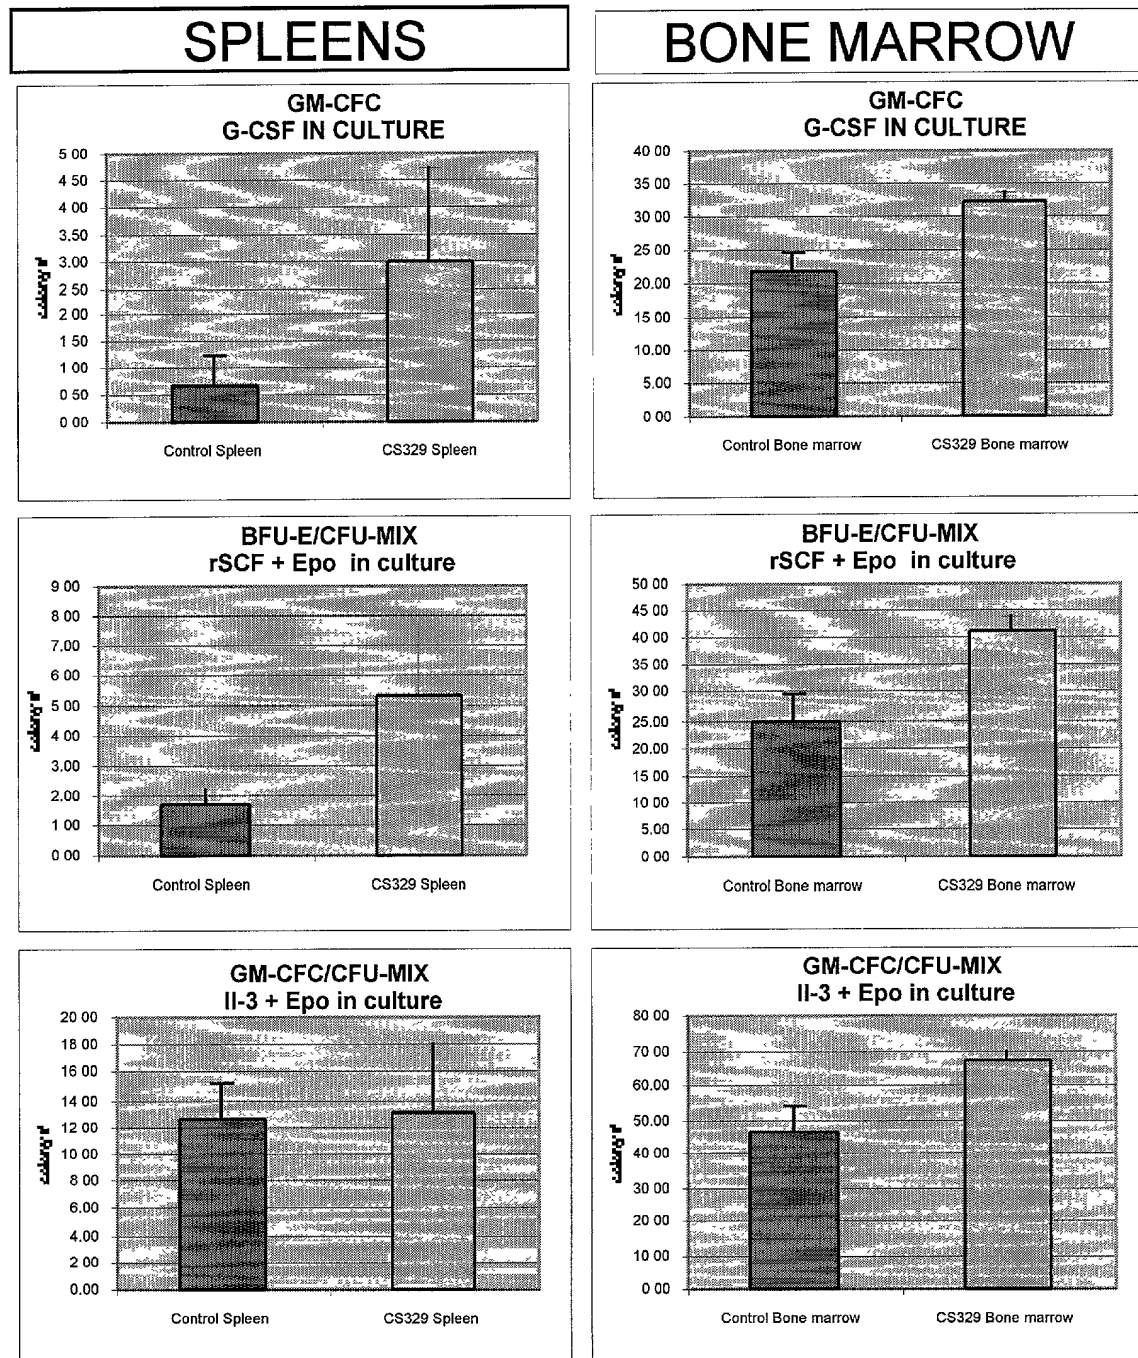 SPLEENS
BONE MARROW
GM-CFC
G-CSF IN CULTURE
5 00
4 50
4 00
3.50
3.00
2 50
2 00
1 50
1 00
0 50
0 00
Control Spleen
CS329 Spleen
GM-CFC
G-CSF IN CULTURE
40 00
35 00
30.00
25 00
20.00
15 00
10.00
5.00
0 00
Control Bone marrow
CS329 Bone marrow
BFU-E/CFU-MIX
rSCF + Epo in culture
9 00
8 00
7.00
6.00
5 00
4 00
3.00
2.00
1 00
0 00
Control Spleen
CS329 Spleen
BFU-E/CFU-MIX
rSCF + Epo in culture
50 00
45 00
40 00
35 00
30 00
25 00
20 00
15 00
10 00
5.00
0 00
Control Bone marrow
CS329 Bone marrow
GM-CFC/CFU-MIX
Il-3 + Epo in culture
20 00
18 00
16 00
14 00
12 00
10.00
8 00
6 00
4.00
2 00
0.00
Control Spleen
CS329 Spleen
GM-CFC/CFU-MIX
Il-3 + Epo in culture
80 00
70 00
60 00
50 00
40 00
30 00
20 00
10 00
0 00
Control Bone marrow
CS329 Bone marrow